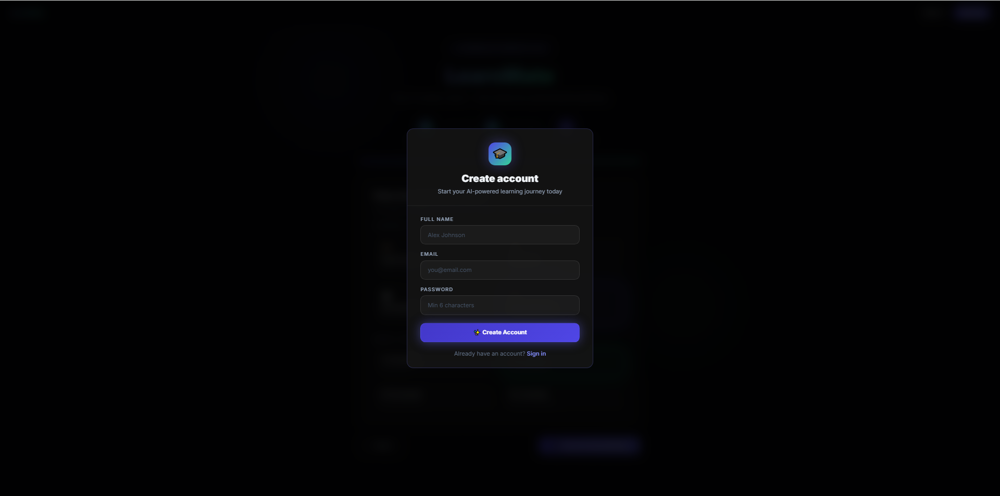 Create account
Start your AI-powered learning journey today
FULL NAME
Alex Johnson
EMAIL
you@email.com
PASSWORD
Min 6 characters
✨ Create Account
Already have an account? Sign in